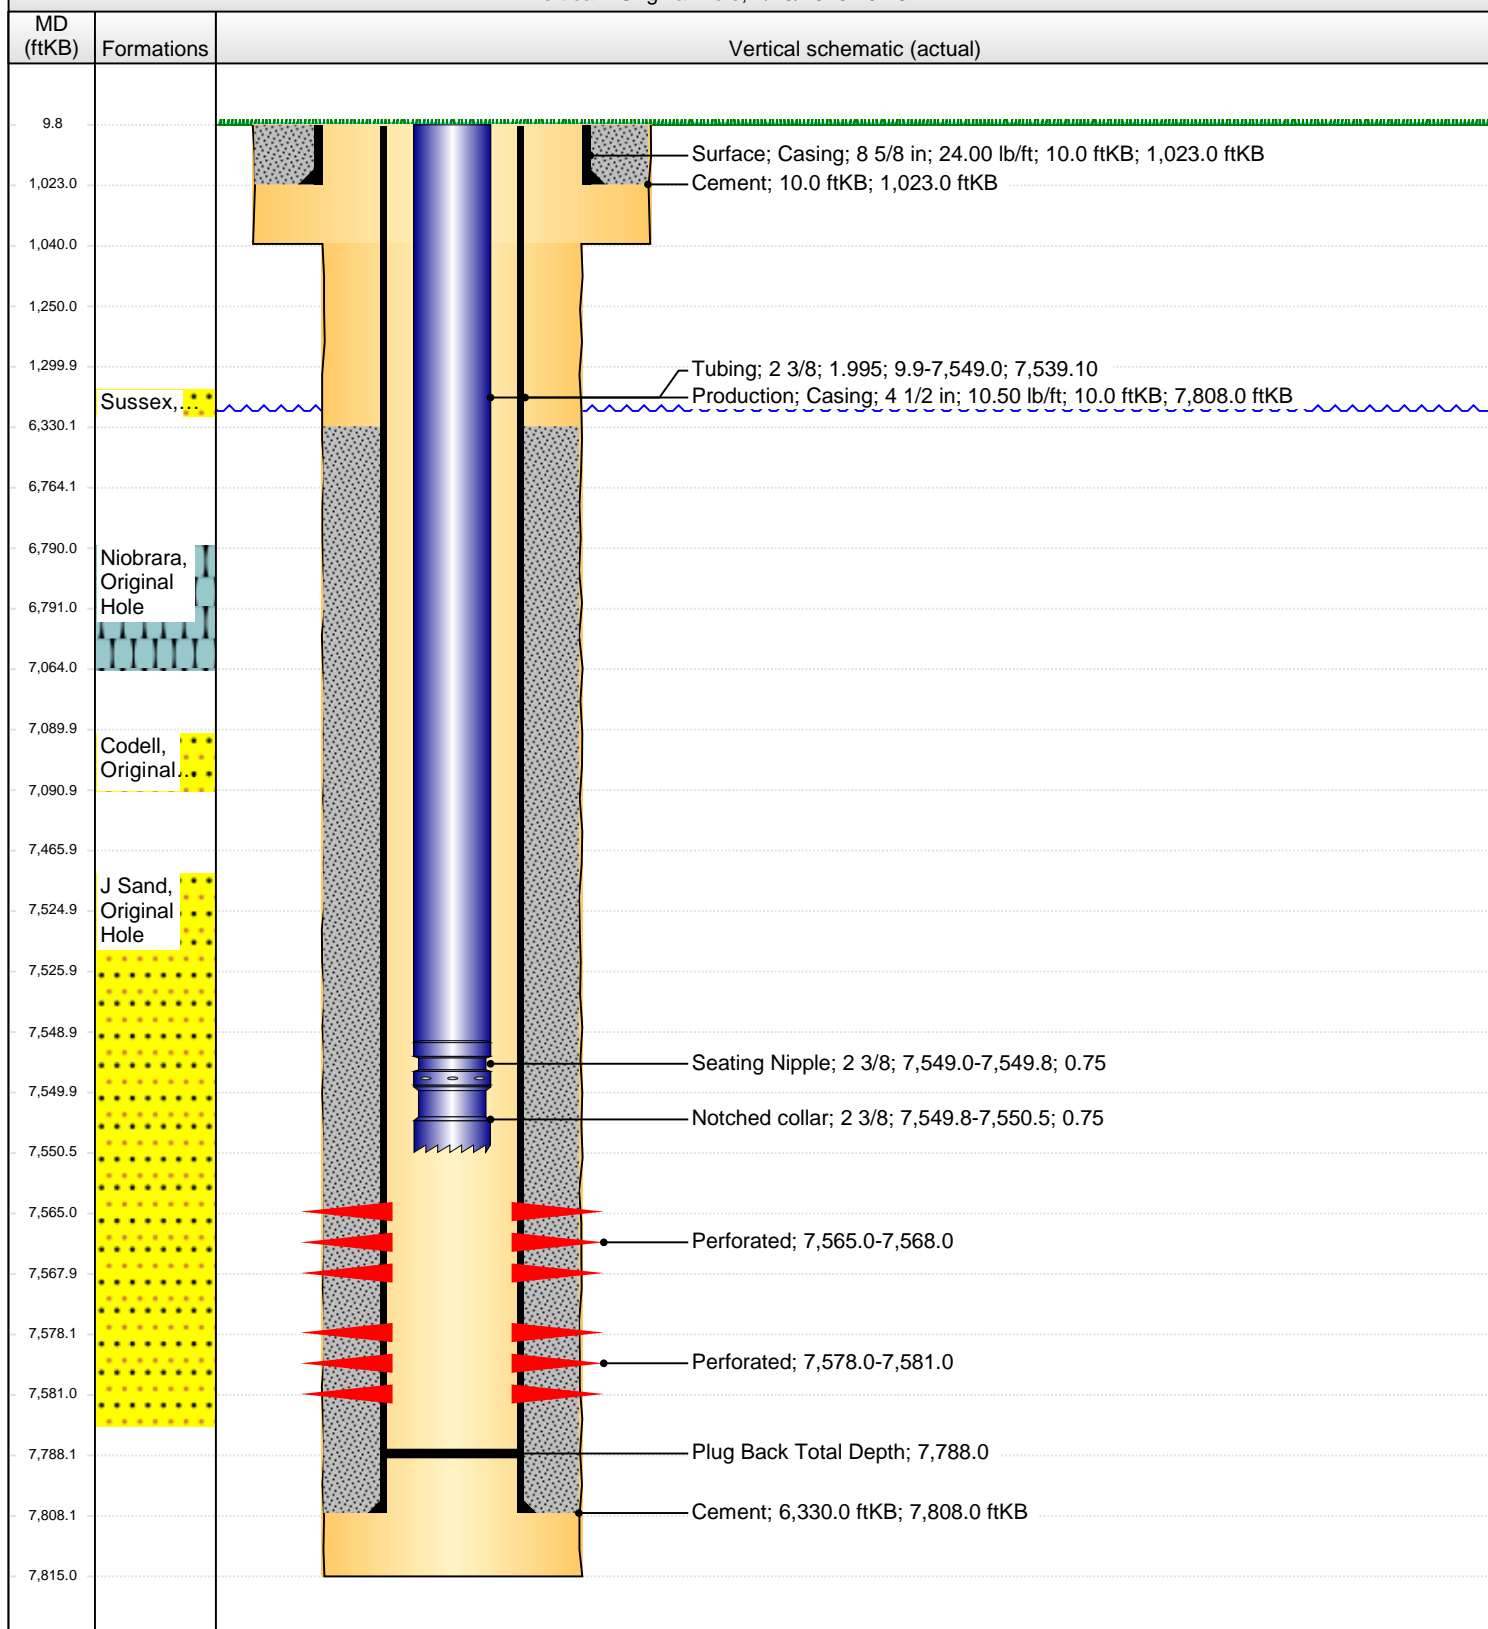 MD
(ftKB)
Formations
Vertical schematic (actual)
9.8
Surface; Casing; 8 5/8 in; 24.00 lb/ft; 10.0 ftKB; 1,023.0 ftKB
1,023.0
Cement; 10.0 ftKB; 1,023.0 ftKB
1,040.0
1,250.0
1,299.9
Tubing; 2 3/8; 1.995; 9.9-7,549.0; 7,539.10
Production; Casing; 4 1/2 in; 10.50 lb/ft; 10.0 ftKB; 7,808.0 ftKB
Sussex,...
6,330.1
6,764.1
6,790.0
Niobrara,
Original
Hole
6,791.0
7,064.0
7,089.9
Codell,
Original...
7,090.9
7,465.9
J Sand,
Original
Hole
7,524.9
7,525.9
7,548.9
Seating Nipple; 2 3/8; 7,549.0-7,549.8; 0.75
7,549.9
Notched collar; 2 3/8; 7,549.8-7,550.5; 0.75
7,550.5
7,565.0
Perforated; 7,565.0-7,568.0
7,567.9
7,578.1
Perforated; 7,578.0-7,581.0
7,581.0
7,788.1
Plug Back Total Depth; 7,788.0
7,808.1
Cement; 6,330.0 ftKB; 7,808.0 ftKB
7,815.0